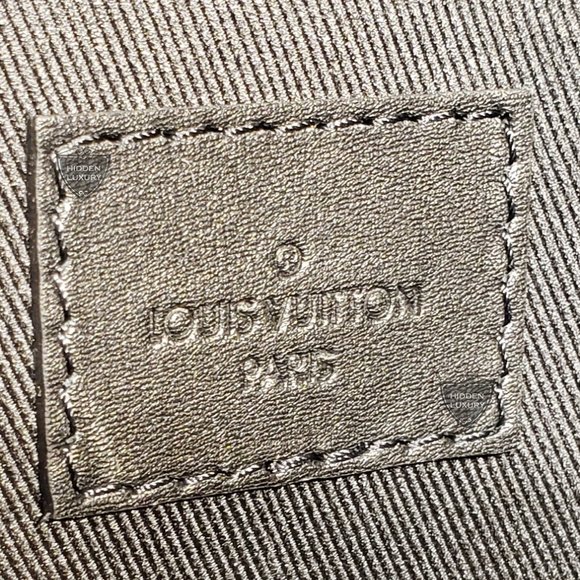 HIDDEN
LUXURY
®
LOUIS VUITTON
PARIS
HIDDEN
LUXURY